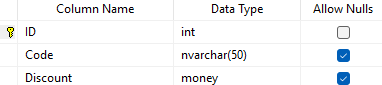 Column Name Data Type Allow Nulls
ID int
Code nvarchar(50)
Discount money